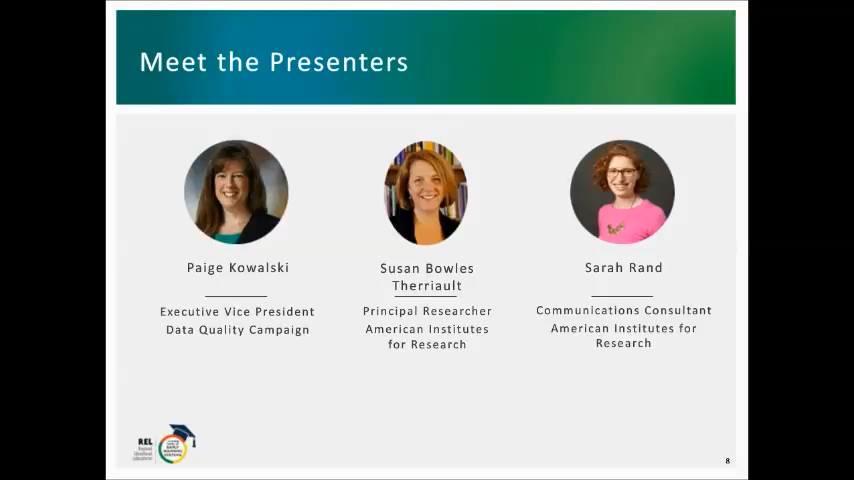 Meet the Presenters
Paige Kowalski
Executive Vice President
Data Quality Campaign
Susan Bowles
Therriault
Principal Researcher
American Institutes
for Research
Sarah Rand
Communications Consultant
American Institutes for
Research
REL
8